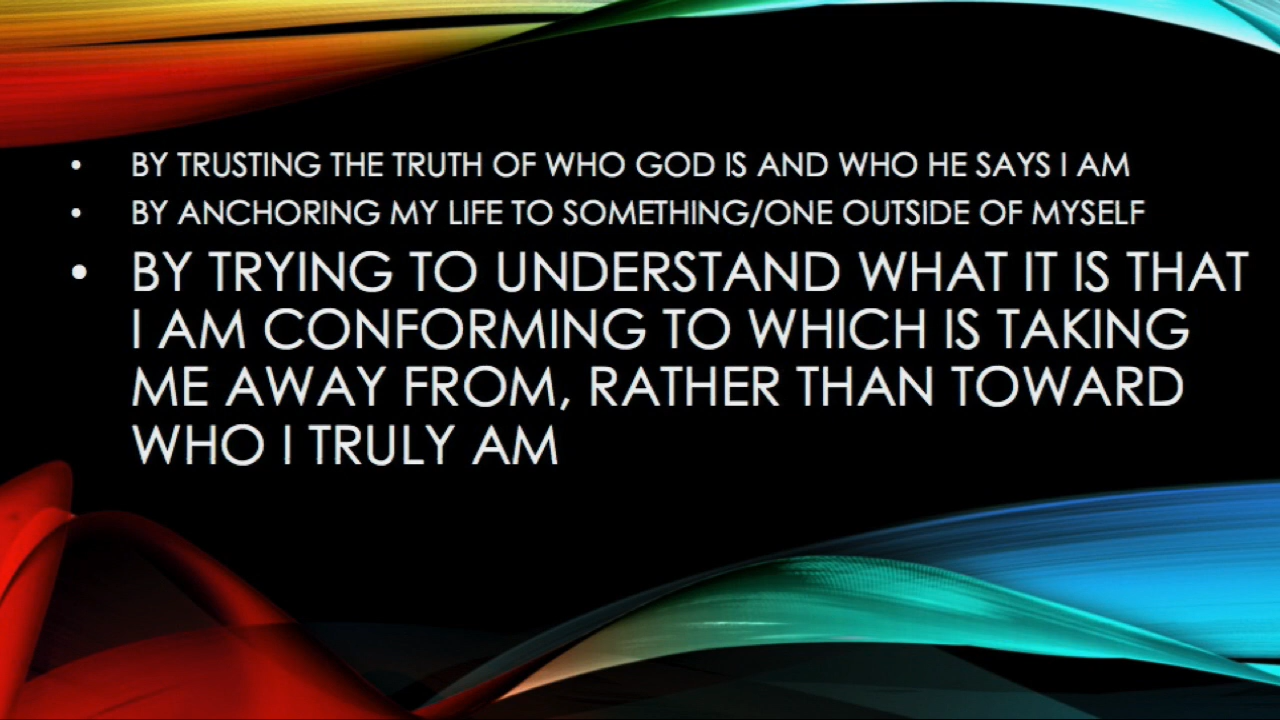 • BY TRUSTING THE TRUTH OF WHO GOD IS AND WHO HE SAYS I AM
• BY ANCHORING MY LIFE TO SOMETHING/ONE OUTSIDE OF MYSELF
• BY TRYING TO UNDERSTAND WHAT IT IS THAT
I AM CONFORMING TO WHICH IS TAKING
ME AWAY FROM, RATHER THAN TOWARD
WHO I TRULY AM